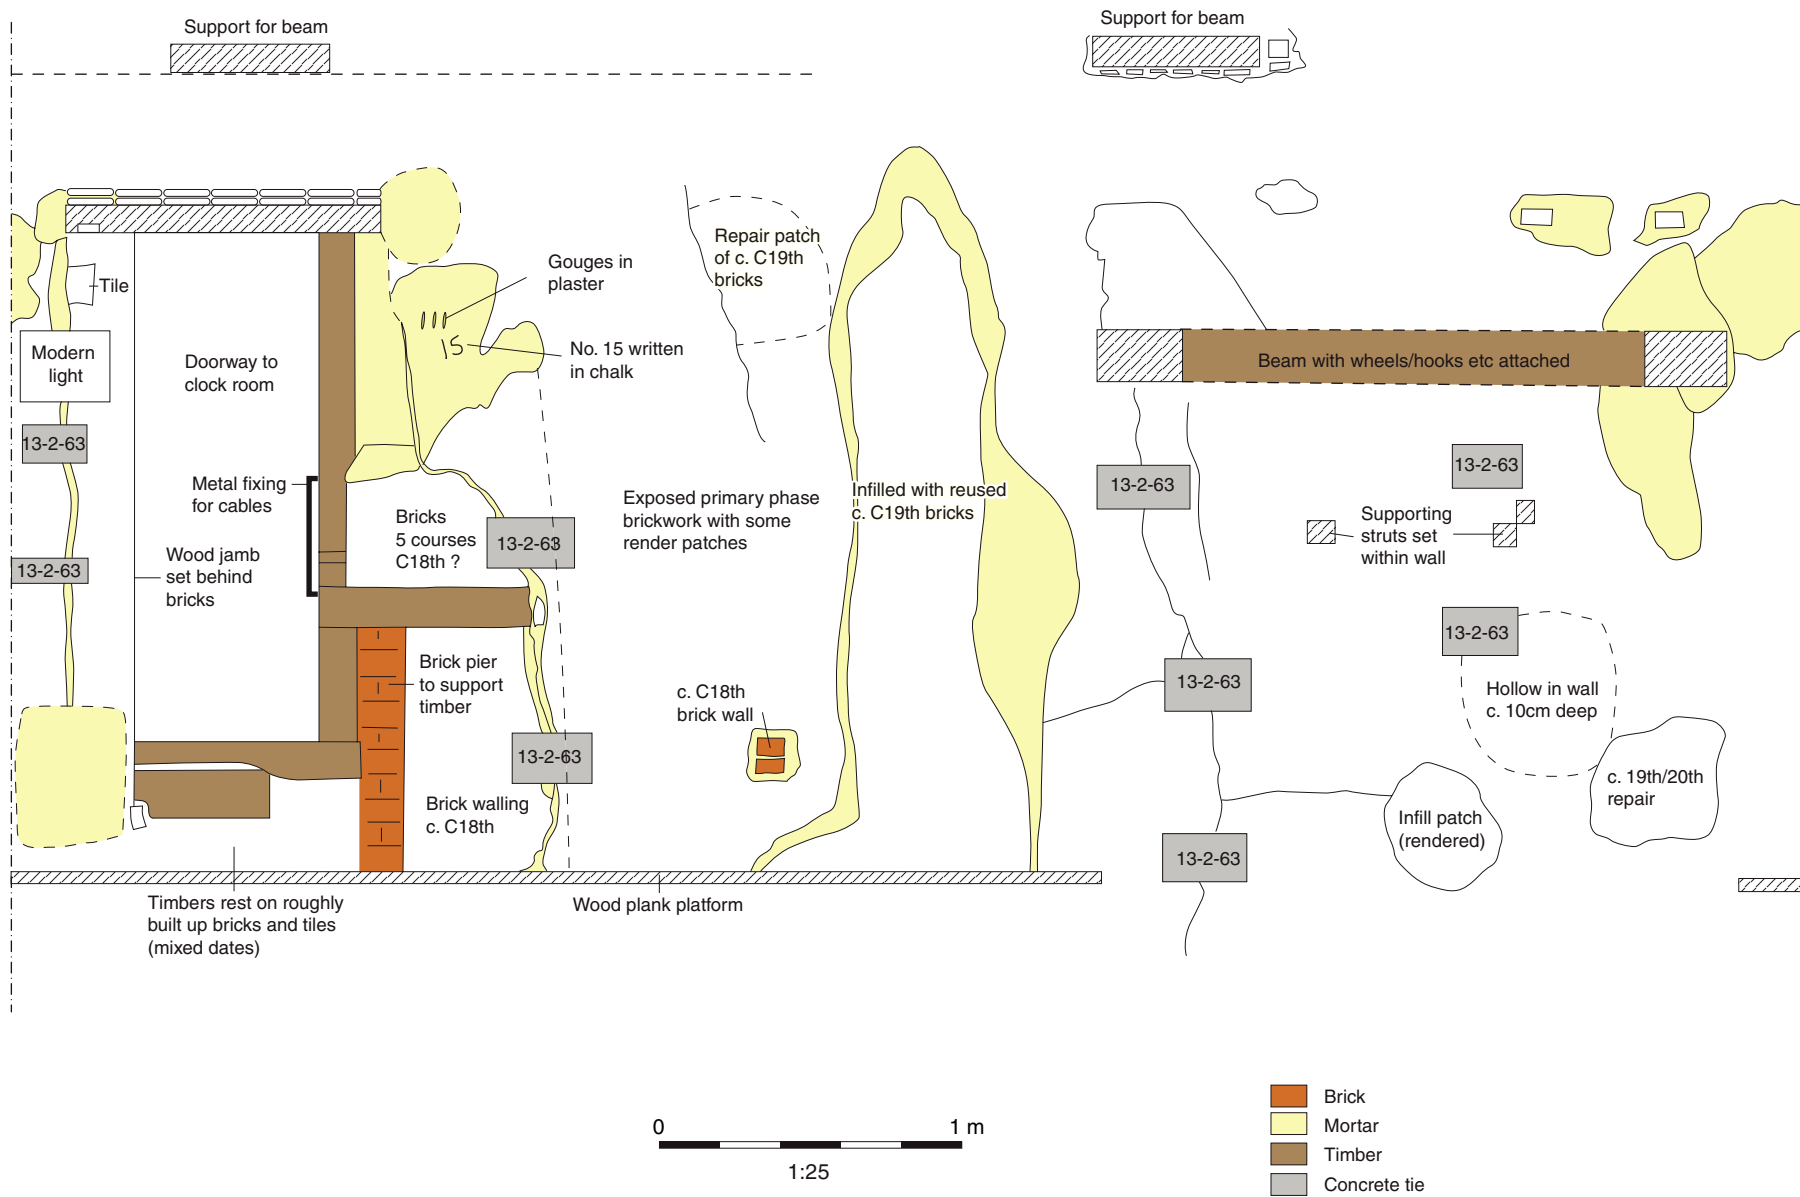 Support for beam
Support for beam
Tile
Modern
light
Doorway to
clock room
Gouges in
plaster
15
No. 15 written
in chalk
Repair patch
of c. C19th
bricks
Beam with wheels/hooks etc attached
13-2-63
13-2-63
Metal fixing
for cables
Wood jamb
set behind
bricks
Bricks
5 courses
C18th ?
13-2-63
Exposed primary phase
brickwork with some
render patches
Infilled with reused
c. C19th bricks
13-2-63
13-2-63
Supporting
struts set
within wall
13-2-63
Hollow in wall
c. 10cm deep
Brick pier
to support
timber
c. C18th
brick wall
13-2-63
13-2-63
Brick walling
c. C18th
c. 19th/20th
repair
Infill patch
(rendered)
13-2-63
Timbers rest on roughly
built up bricks and tiles
(mixed dates)
Wood plank platform
0 1 m
1:25
Brick
Mortar
Timber
Concrete tie